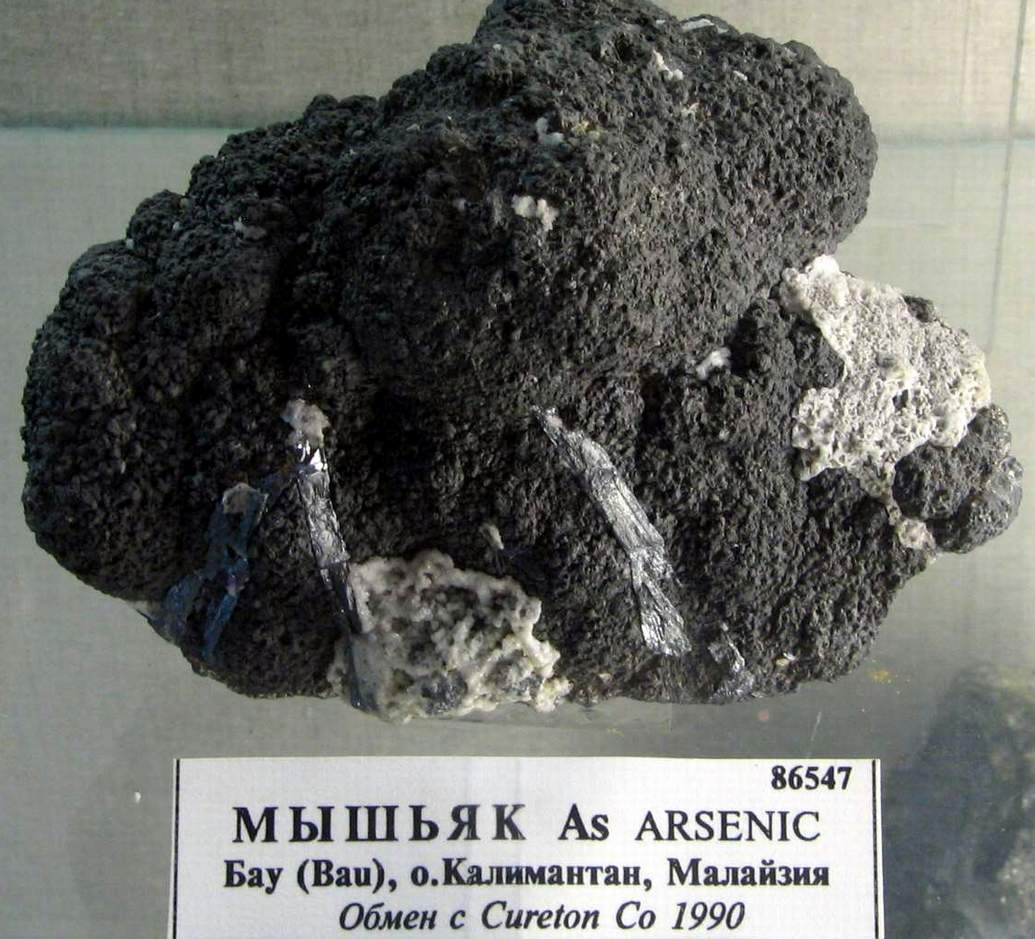 86547
МЫШЬЯК As ARSENIC
Бау (Bau), о.Калимантан, Малайзия
Обмен с Cureton Co 1990